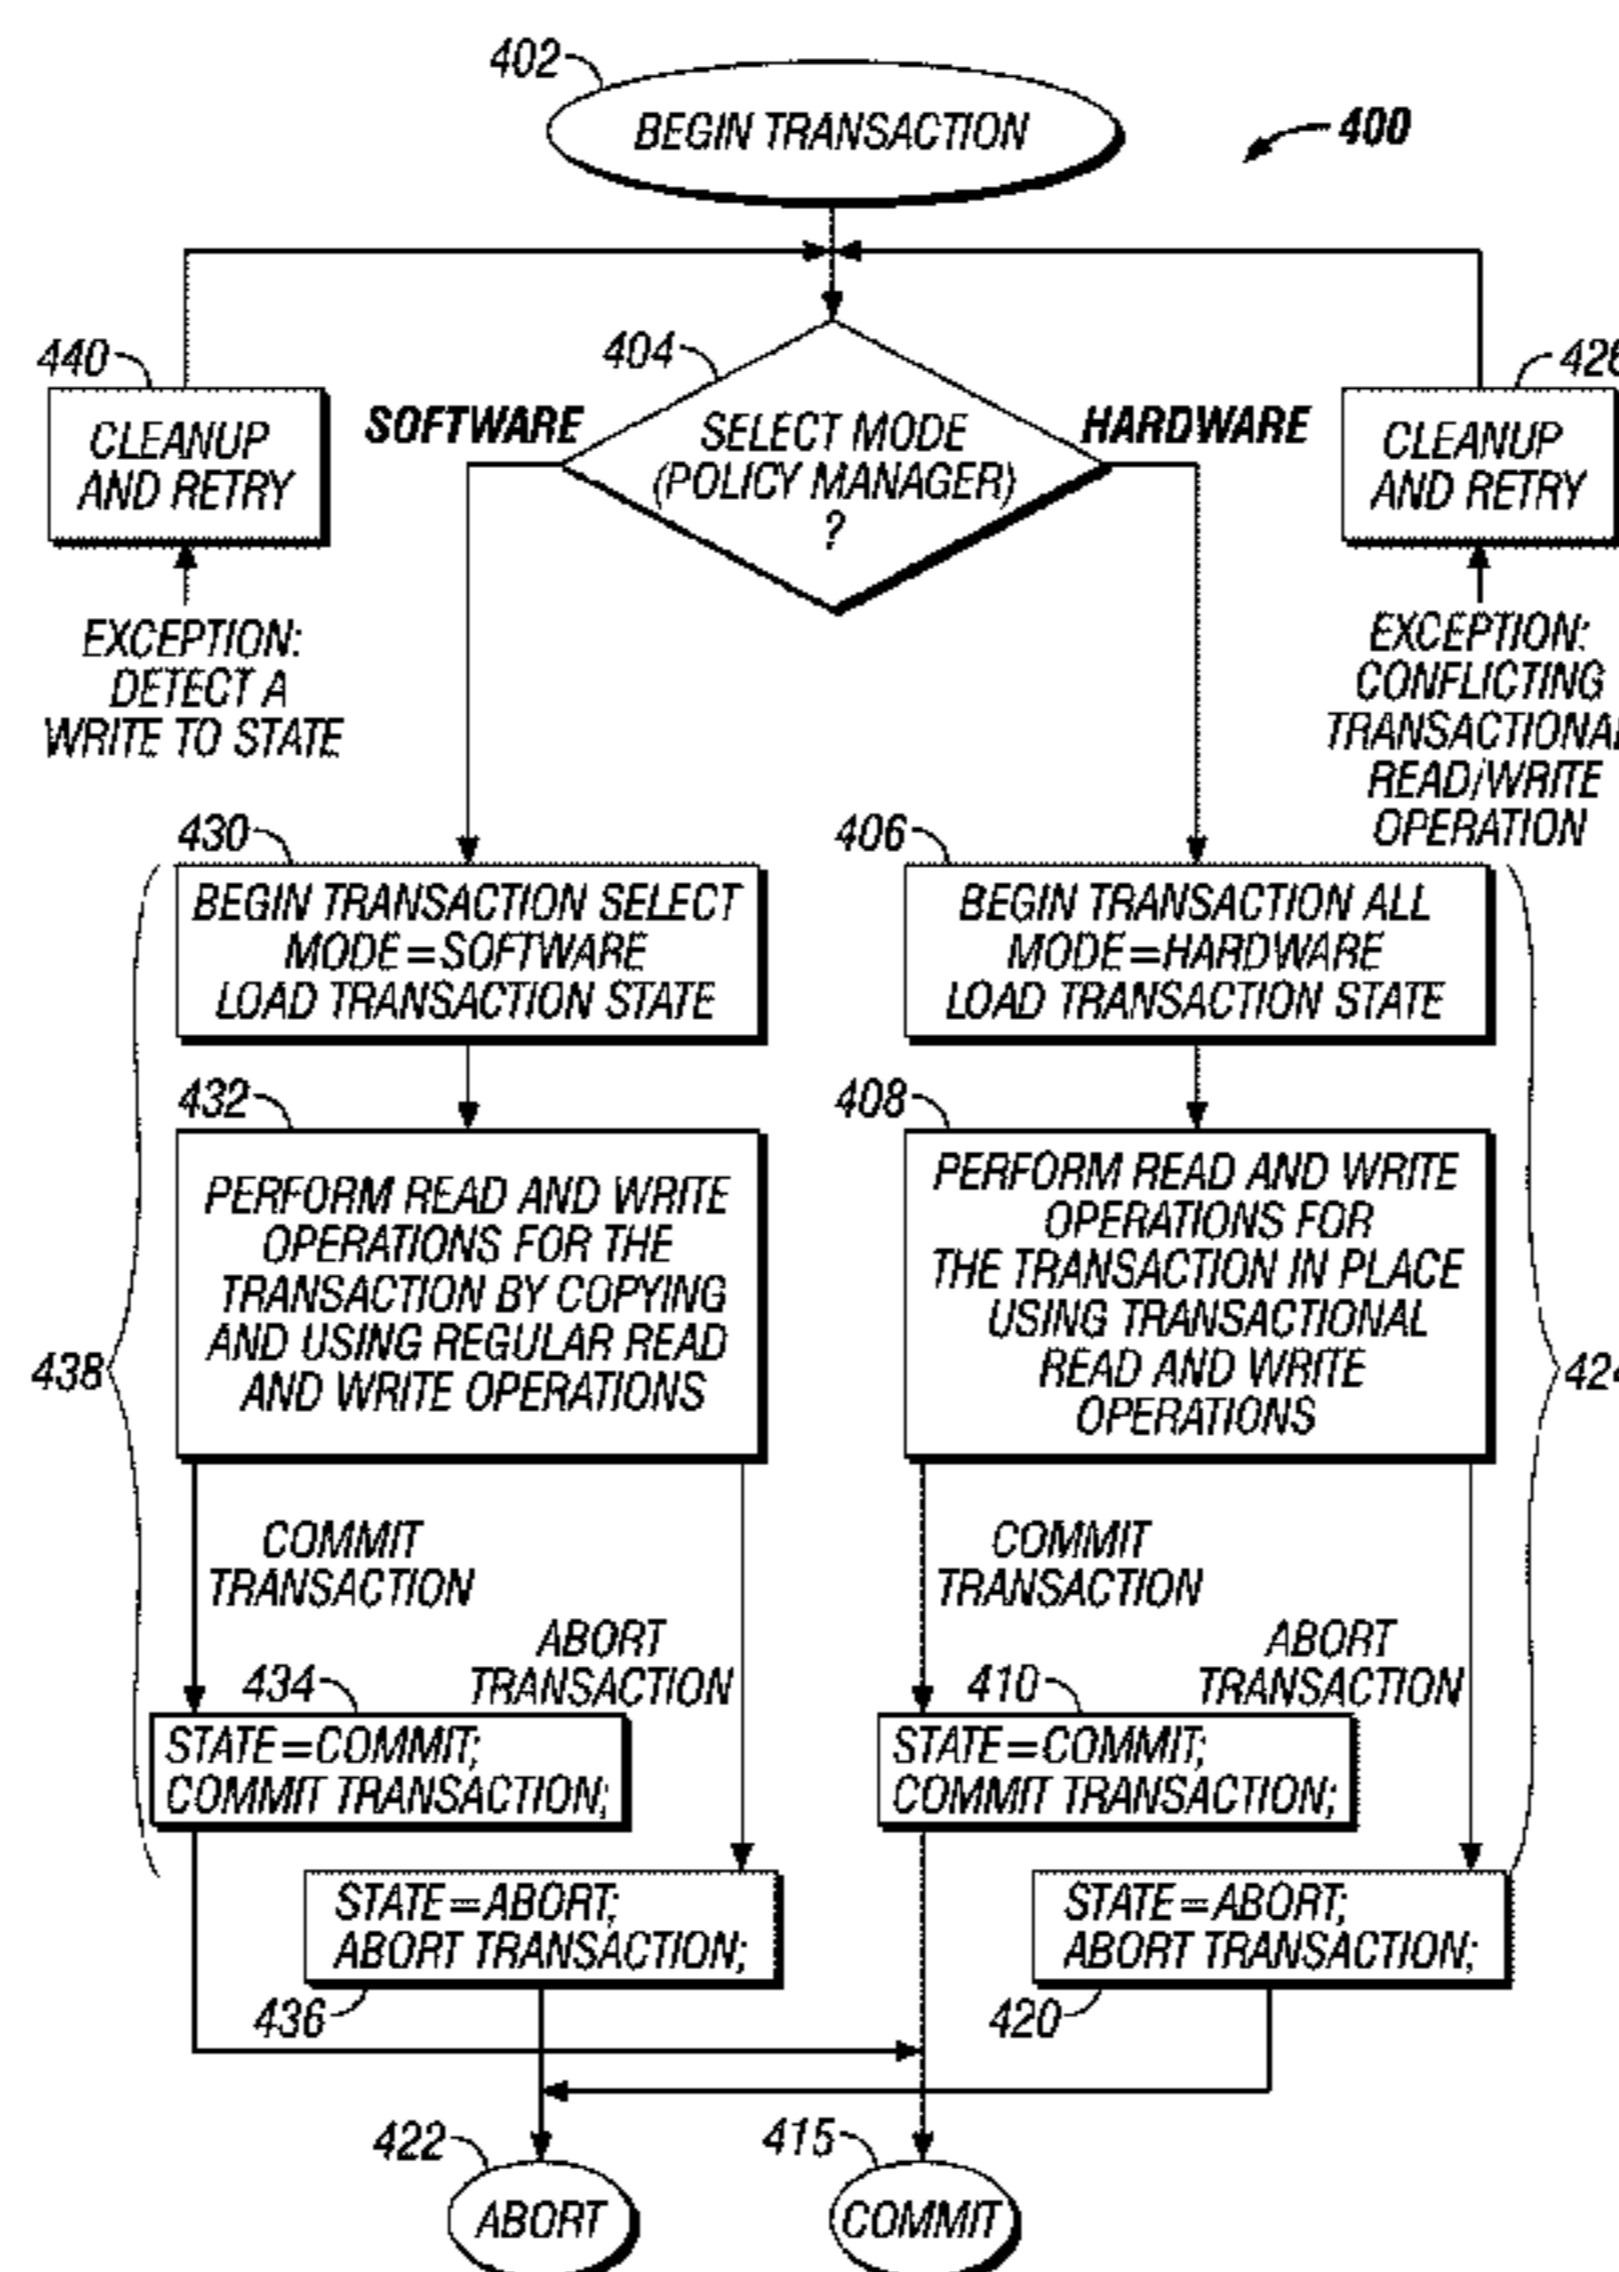 402
BEGIN TRANSACTION
400
440
CLEANUP
AND RETRY
EXCEPTION:
DETECT A
WRITE TO STATE
404
SOFTWARE
SELECT MODE
(POLICY MANAGER)
?
HARDWARE
CLEANUP
AND RETRY
EXCEPTION:
CONFLICTING
TRANSACTIONAL
READ/WRITE
OPERATION
430
BEGIN TRANSACTION SELECT
MODE=SOFTWARE
LOAD TRANSACTION STATE
406
BEGIN TRANSACTION ALL
MODE=HARDWARE
LOAD TRANSACTION STATE
432
PERFORM READ AND WRITE
OPERATIONS FOR THE
TRANSACTION BY COPYING
AND USING REGULAR READ
AND WRITE OPERATIONS
408
PERFORM READ AND WRITE
OPERATIONS FOR
THE TRANSACTION IN PLACE
USING TRANSACTIONAL
READ AND WRITE
OPERATIONS
438
424
COMMIT
TRANSACTION
ABORT
TRANSACTION
COMMIT
TRANSACTION
ABORT
TRANSACTION
434
STATE=COMMIT;
COMMIT TRANSACTION;
410
STATE=COMMIT;
COMMIT TRANSACTION;
STATE=ABORT;
ABORT TRANSACTION;
436
STATE=ABORT;
ABORT TRANSACTION;
420
422
ABORT
415
COMMIT